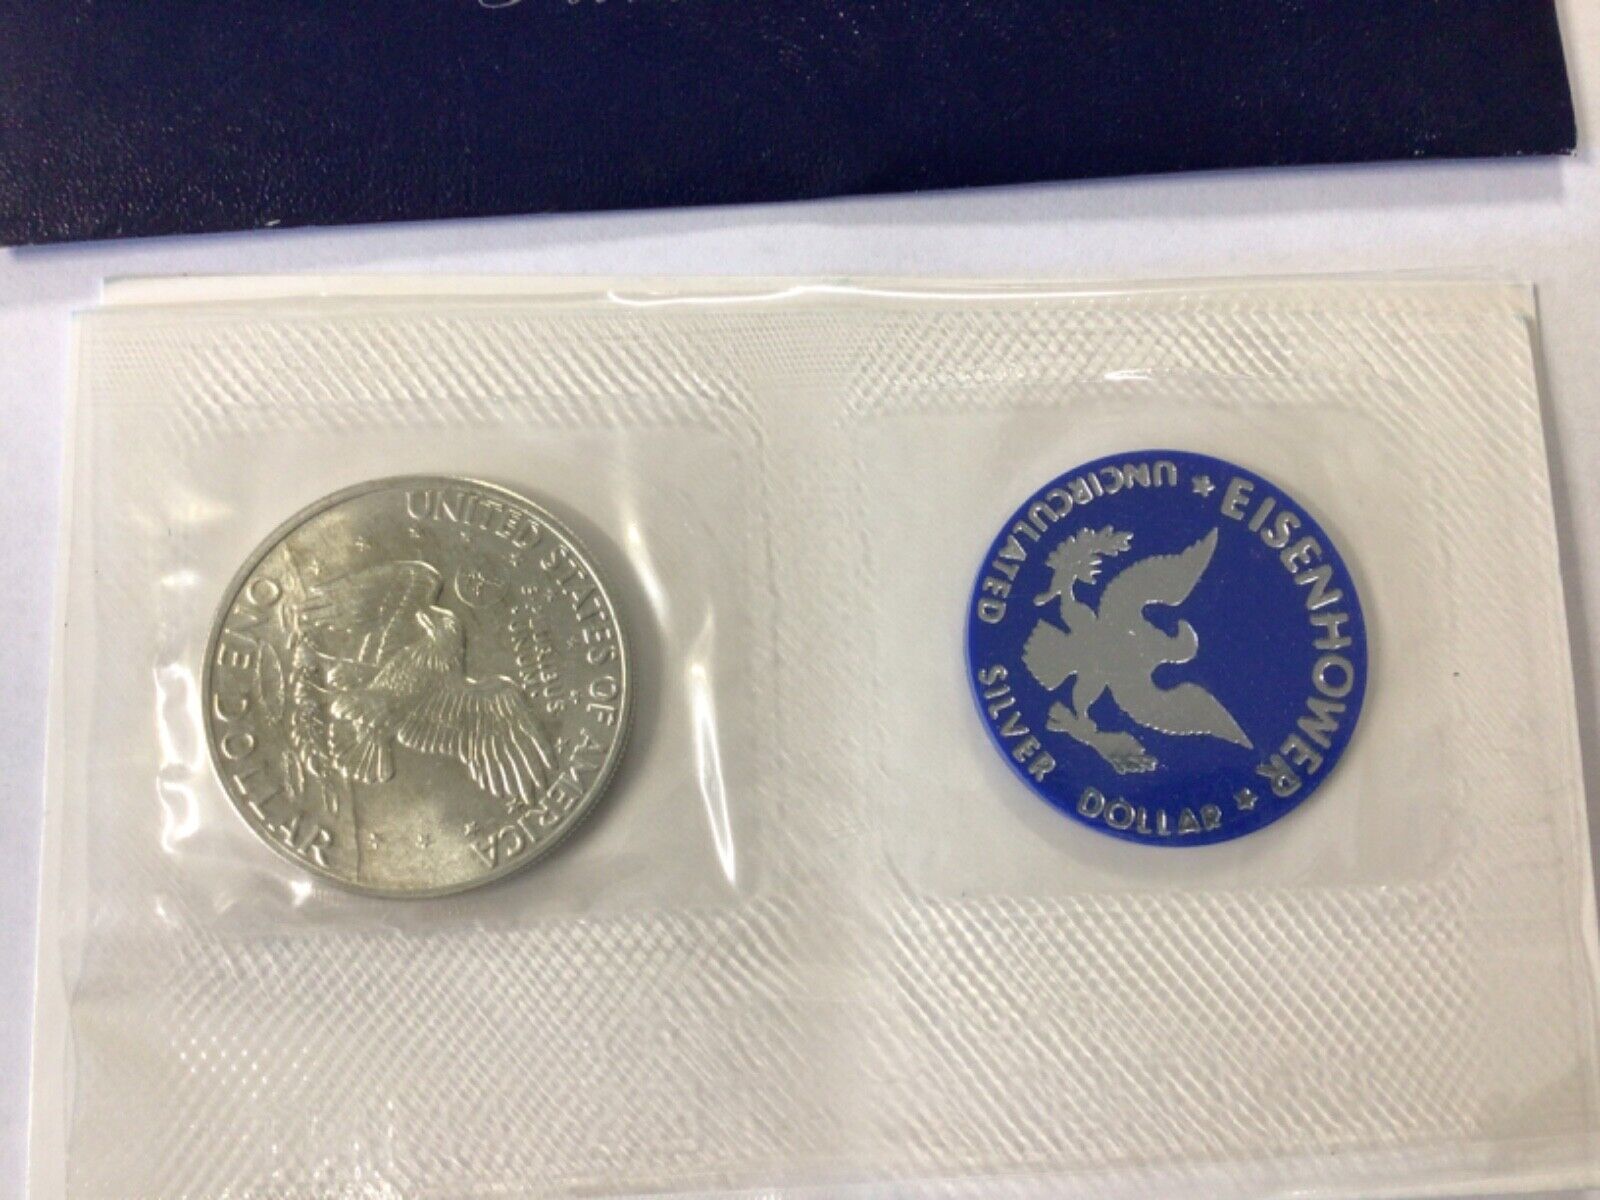 UNITED STATES OF AMERICA
E PLURIBUS
UNUM
ONE DOLLAR
EISENHOWER
UNCIRCULATED SILVER DOLLAR